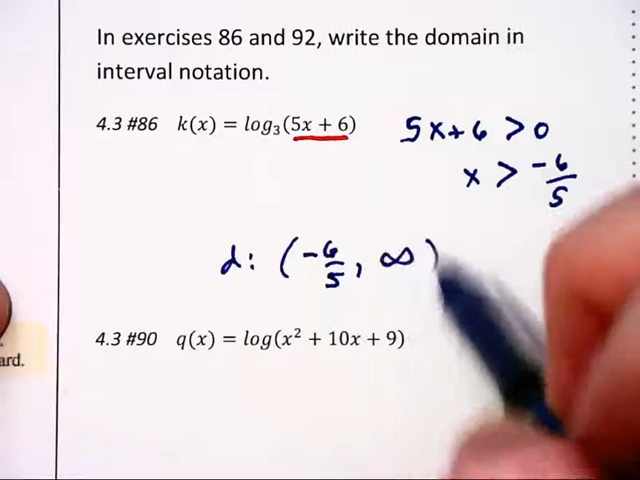 In exercises 86 and 92, write the domain in
interval notation.
4.3 #86 k(x) = log₃(5x + 6)
5x+6 >0
x > -6/5
d: (-6/5, ∞)
4.3 #90 q(x) = log(x² + 10x + 9)
ard.